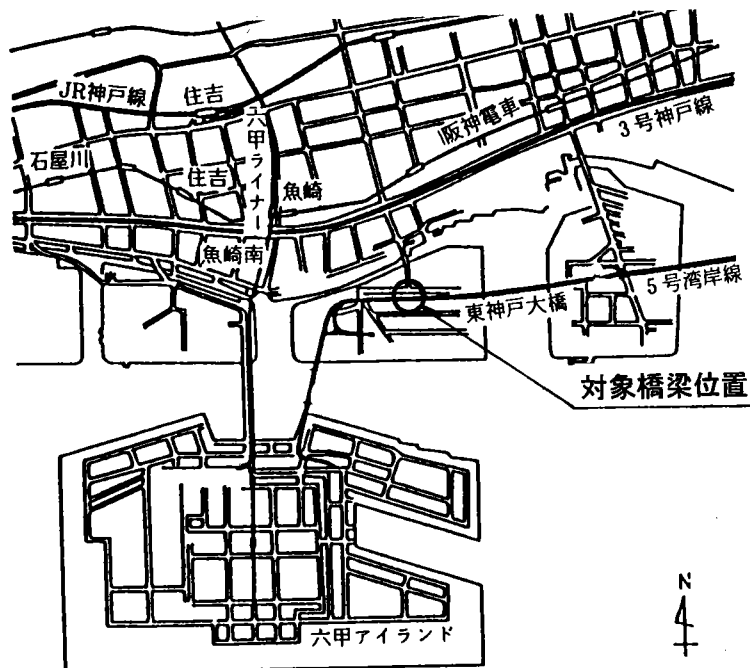 JR神戸線
住吉
六甲ライナー
阪神電車
3号神戸線
石屋川
住吉
魚崎
魚崎南
5号湾岸線
東神戸大橋
対象橋梁位置
六甲アイランド
N